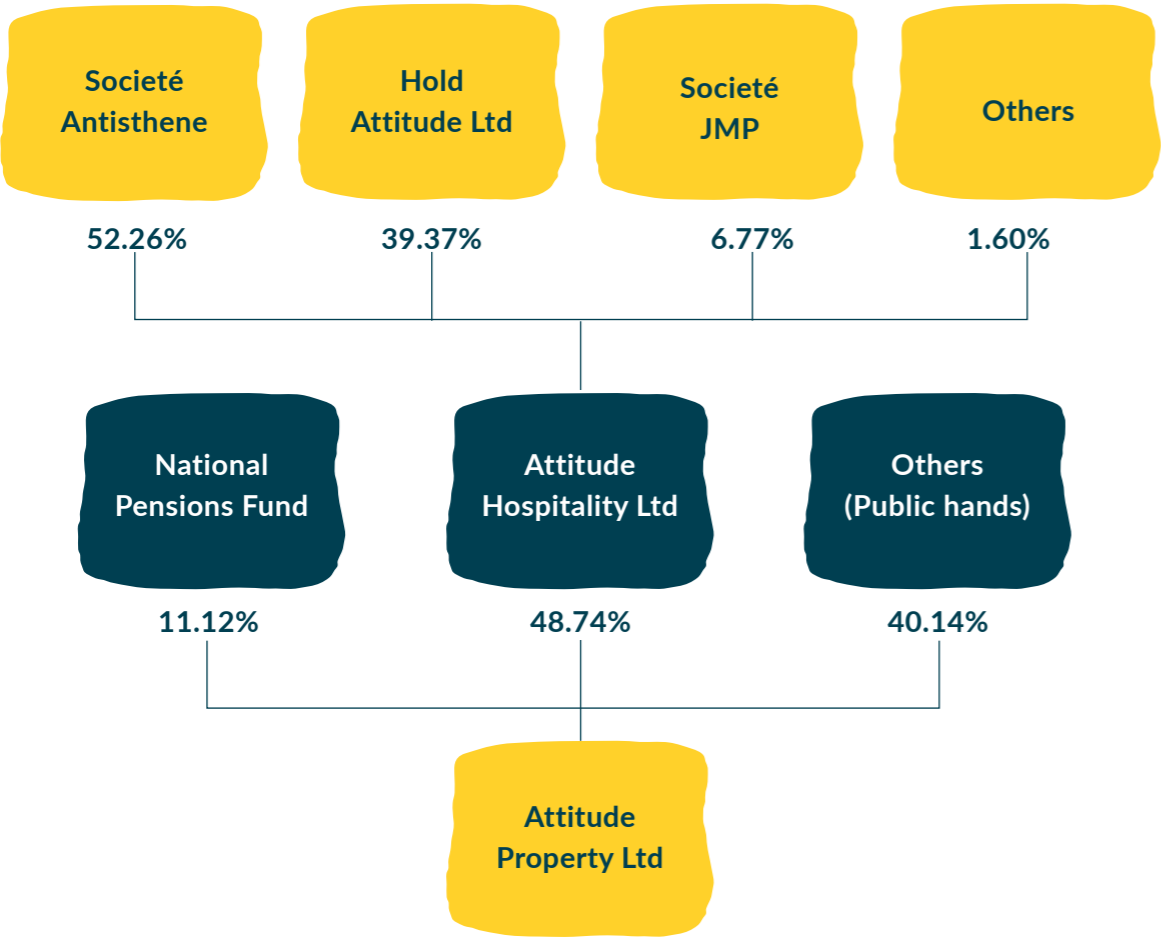 Societé
Antisthene
Hold
Attitude Ltd
Societé
JMP
Others
52.26%
39.37%
6.77%
1.60%
National
Pensions Fund
Attitude
Hospitality Ltd
Others
(Public hands)
11.12%
48.74%
40.14%
Attitude
Property Ltd